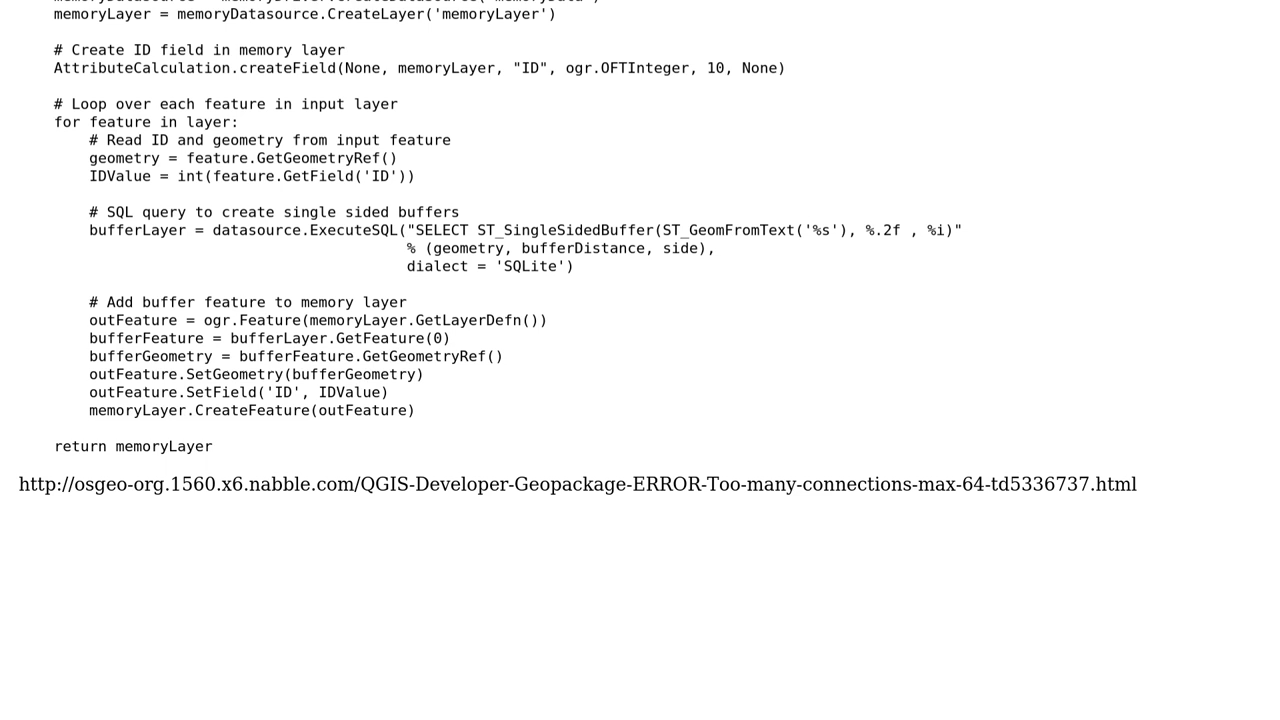 memoryLayer = memoryDatasource.CreateLayer('memoryLayer')
# Create ID field in memory layer
AttributeCalculation.createField(None, memoryLayer, "ID", ogr.OFTInteger, 10, None)
# Loop over each feature in input layer
for feature in layer:
# Read ID and geometry from input feature
geometry = feature.GetGeometryRef()
IDValue = int(feature.GetField('ID'))
# SQL query to create single sided buffers
bufferLayer = datasource.ExecuteSQL("SELECT ST_SingleSidedBuffer(ST_GeomFromText('%s'), %.2f , %i)"
% (geometry, bufferDistance, side),
dialect = 'SQLite')
# Add buffer feature to memory layer
outFeature = ogr.Feature(memoryLayer.GetLayerDefn())
bufferFeature = bufferLayer.GetFeature(0)
bufferGeometry = bufferFeature.GetGeometryRef()
outFeature.SetGeometry(bufferGeometry)
outFeature.SetField('ID', IDValue)
memoryLayer.CreateFeature(outFeature)
return memoryLayer
http://osgeo-org.1560.x6.nabble.com/QGIS-Developer-Geopackage-ERROR-Too-many-connections-max-64-td5336737.html